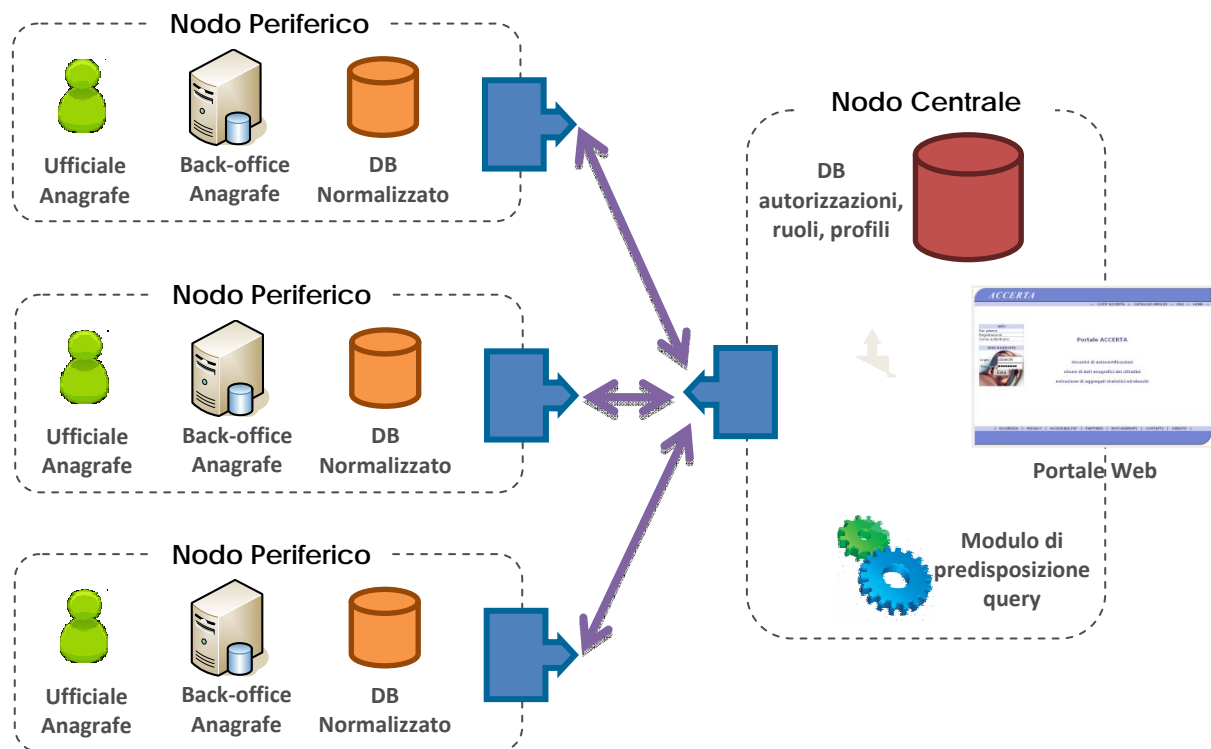 Nodo Periferico
Ufficiale
Anagrafe
Back-office
Anagrafe
DB
Normalizzato
Nodo Periferico
Ufficiale
Anagrafe
Back-office
Anagrafe
DB
Normalizzato
Nodo Periferico
Ufficiale
Anagrafe
Back-office
Anagrafe
DB
Normalizzato
Nodo Centrale
DB
autorizzazioni,
ruoli, profili
ACCERTA
Portale ACCERTA
Portale Web
Modulo di
predisposizione
query